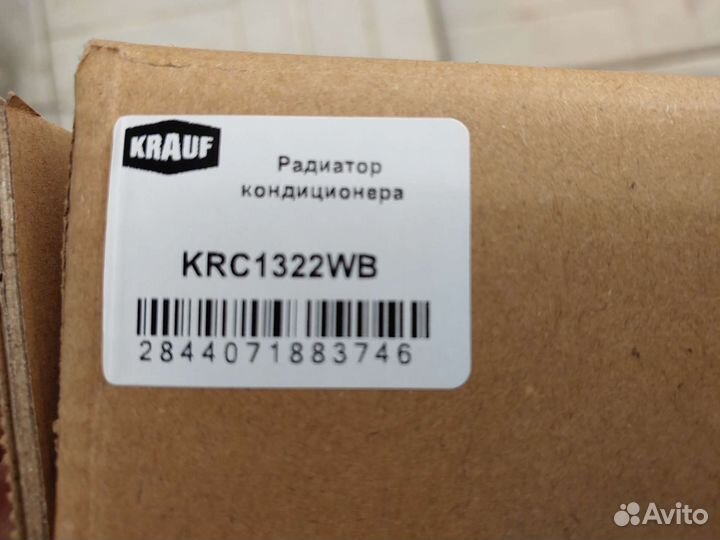 KRAUF
Радиатор
кондиционера
KRC1322WB
2844071883746
Avito